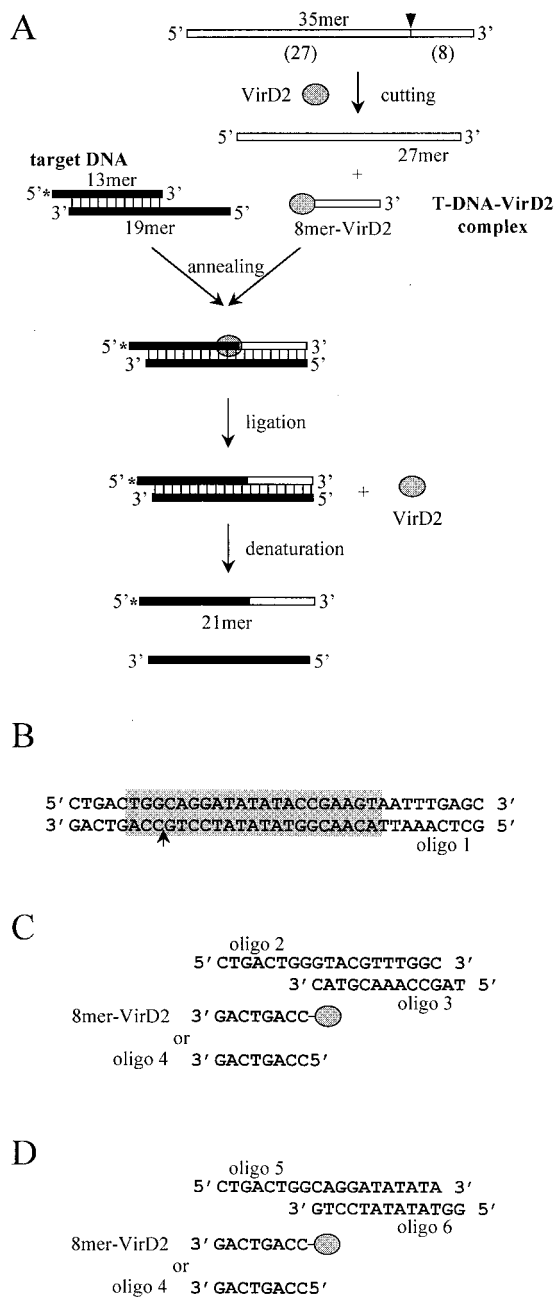 A
35mer
5' 3'
(27) (8)
VirD2 cutting
5' 3'
27mer
+
target DNA
13mer
5'* 3'
3' 5'
19mer
3'
8mer-VirD2
T-DNA-VirD2
complex
annealing
5'* 3'
3' 5'
ligation
5'* 3'
3' 5'
+
VirD2
denaturation
5'* 3'
21mer
3' 5'
B
5'CTGACTGGCAGGATATATACCGAAGTAATTTGAGC 3'
3'GACTGACCGTCCTATATATGGCAACATTAAACTCG 5'
oligo 1
C
oligo 2
5'CTGACTGGGTACGTTTGGC 3'
3'CATGCAAACCGAT 5'
oligo 3
8mer-VirD2 3'GACTGACC-
or
oligo 4 3'GACTGACC5'
D
oligo 5
5'CTGACTGGCAGGATATATA 3'
3'GTCCTATATATGG 5'
oligo 6
8mer-VirD2 3'GACTGACC-
or
oligo 4 3'GACTGACC5'